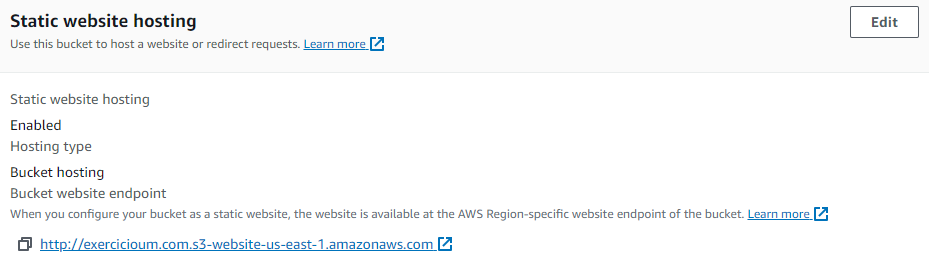 Static website hosting
Edit
Use this bucket to host a website or redirect requests. Learn more
Static website hosting
Enabled
Hosting type
Bucket hosting
Bucket website endpoint
When you configure your bucket as a static website, the website is available at the AWS Region-specific website endpoint of the bucket. Learn more
http://exercicioum.com.s3-website-us-east-1.amazonaws.com